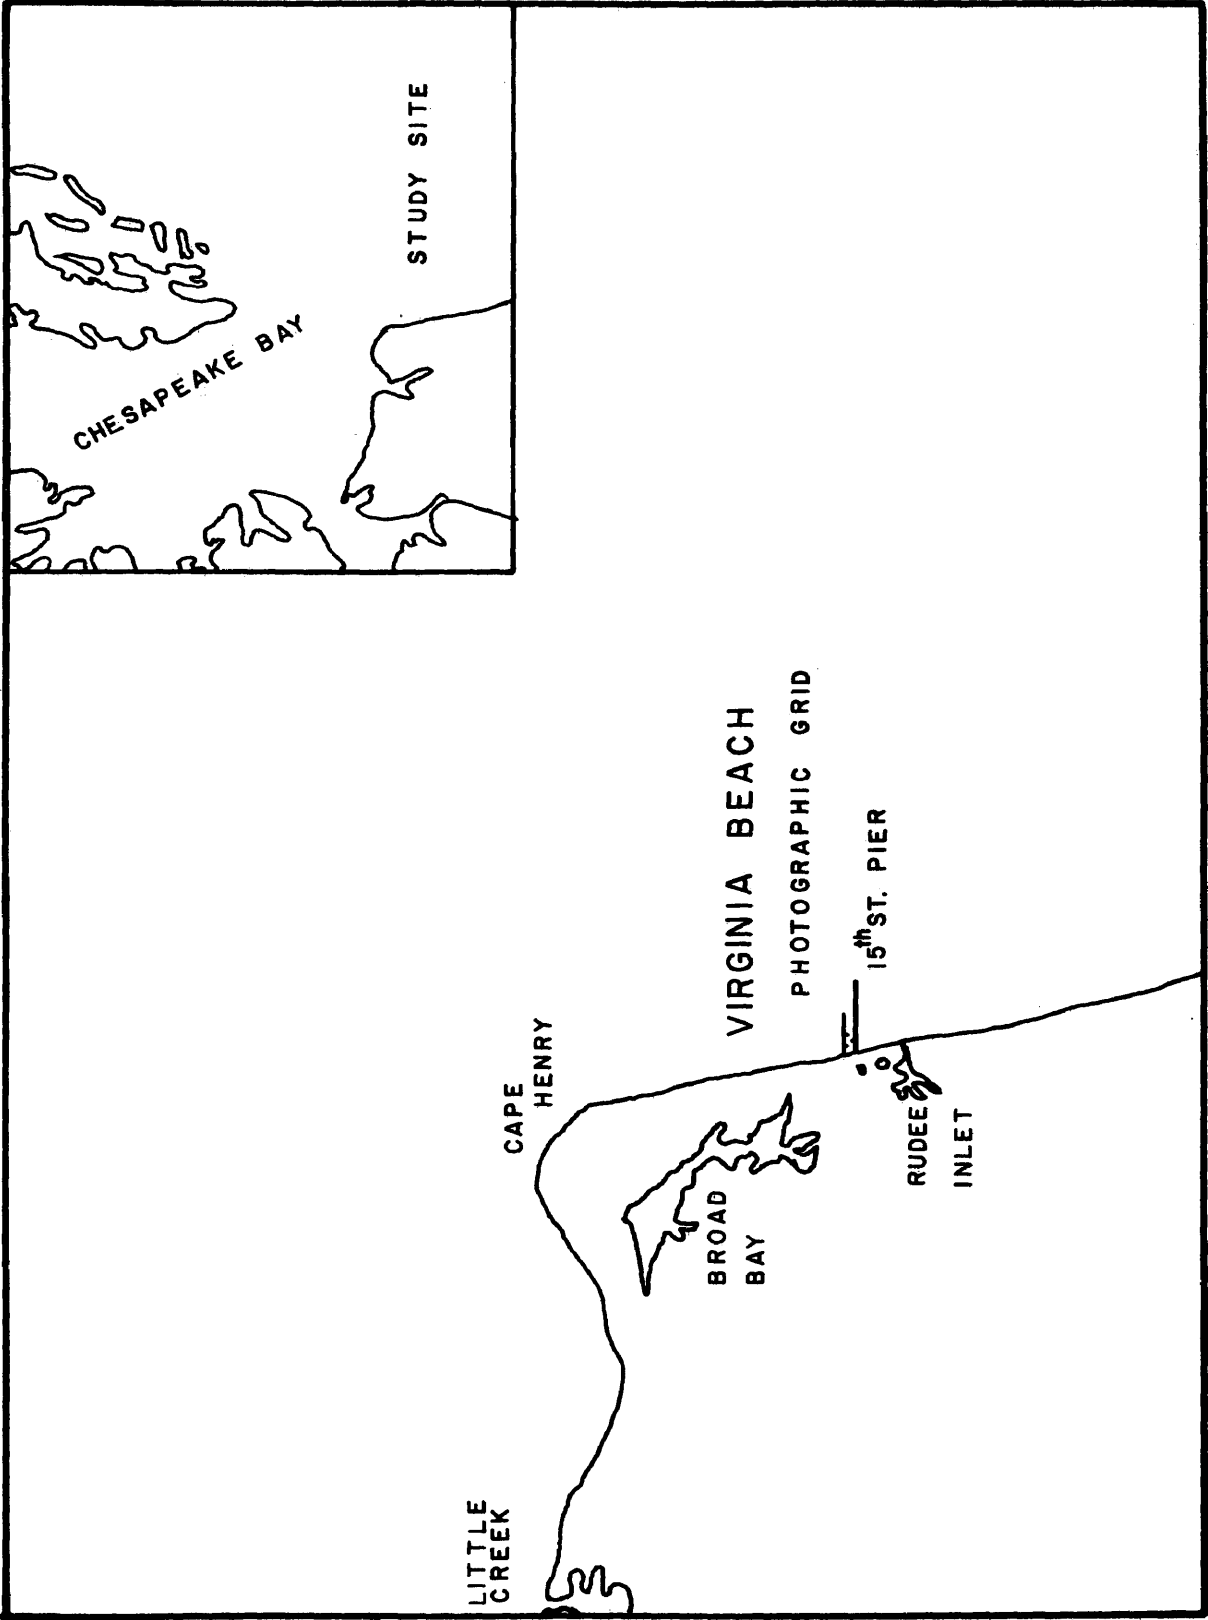 CHESAPEAKE BAY
STUDY SITE
LITTLE
CREEK
CAPE
HENRY
BROAD
BAY
VIRGINIA BEACH
PHOTOGRAPHIC GRID
15th ST. PIER
RUDEE
INLET